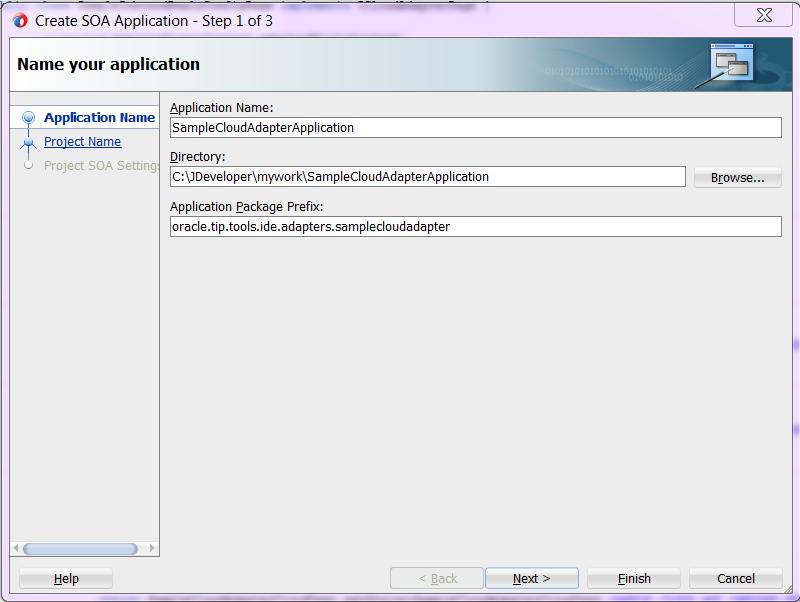 Create SOA Application - Step 1 of 3
Name your application
Application Name
Project Name
Project SOA Setting
Application Name:
SampleCloudAdapterApplication
Directory:
C:\JDeveloper\mywork\SampleCloudAdapterApplication
Browse...
Application Package Prefix:
oracle.tip.tools.ide.adapters.samplecloudadapter
Help
< Back
Next >
Finish
Cancel